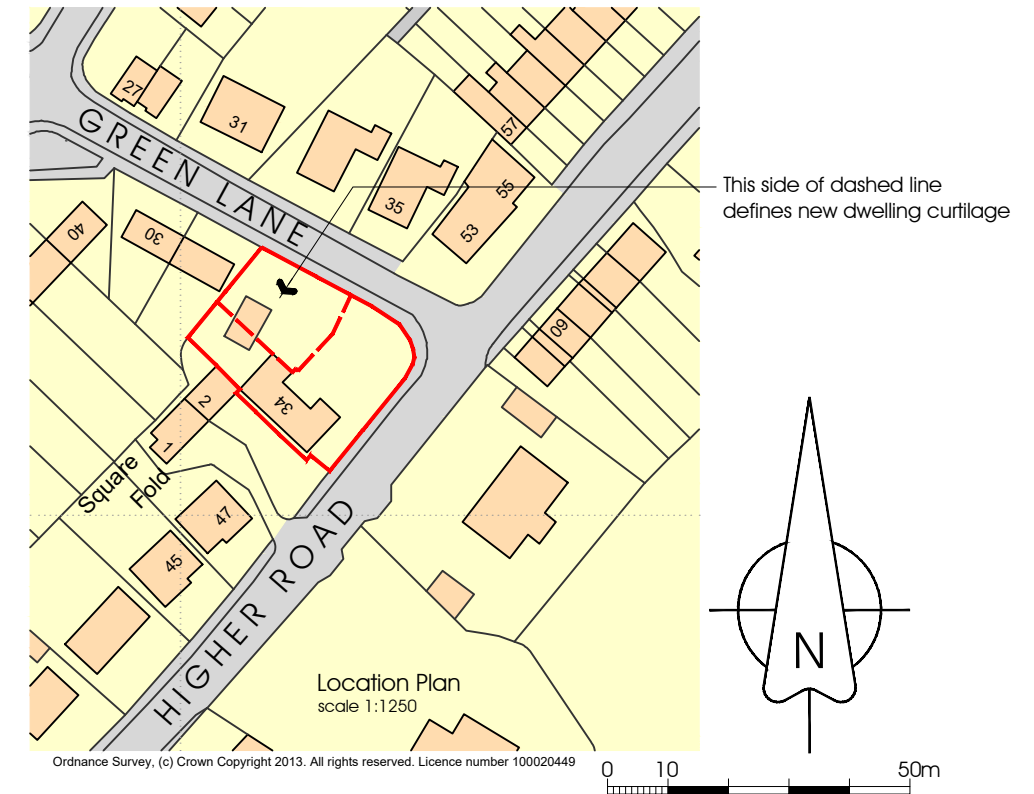 27
31
GREEN LANE
57
55
35
53
This side of dashed line
defines new dwelling curtilage
40
30
60
2
34
1
Square
Fold
47
45
HIGHER ROAD
N
Location Plan
scale 1:1250
Ordnance Survey, (c) Crown Copyright 2013. All rights reserved. Licence number 100020449
0 10 50m